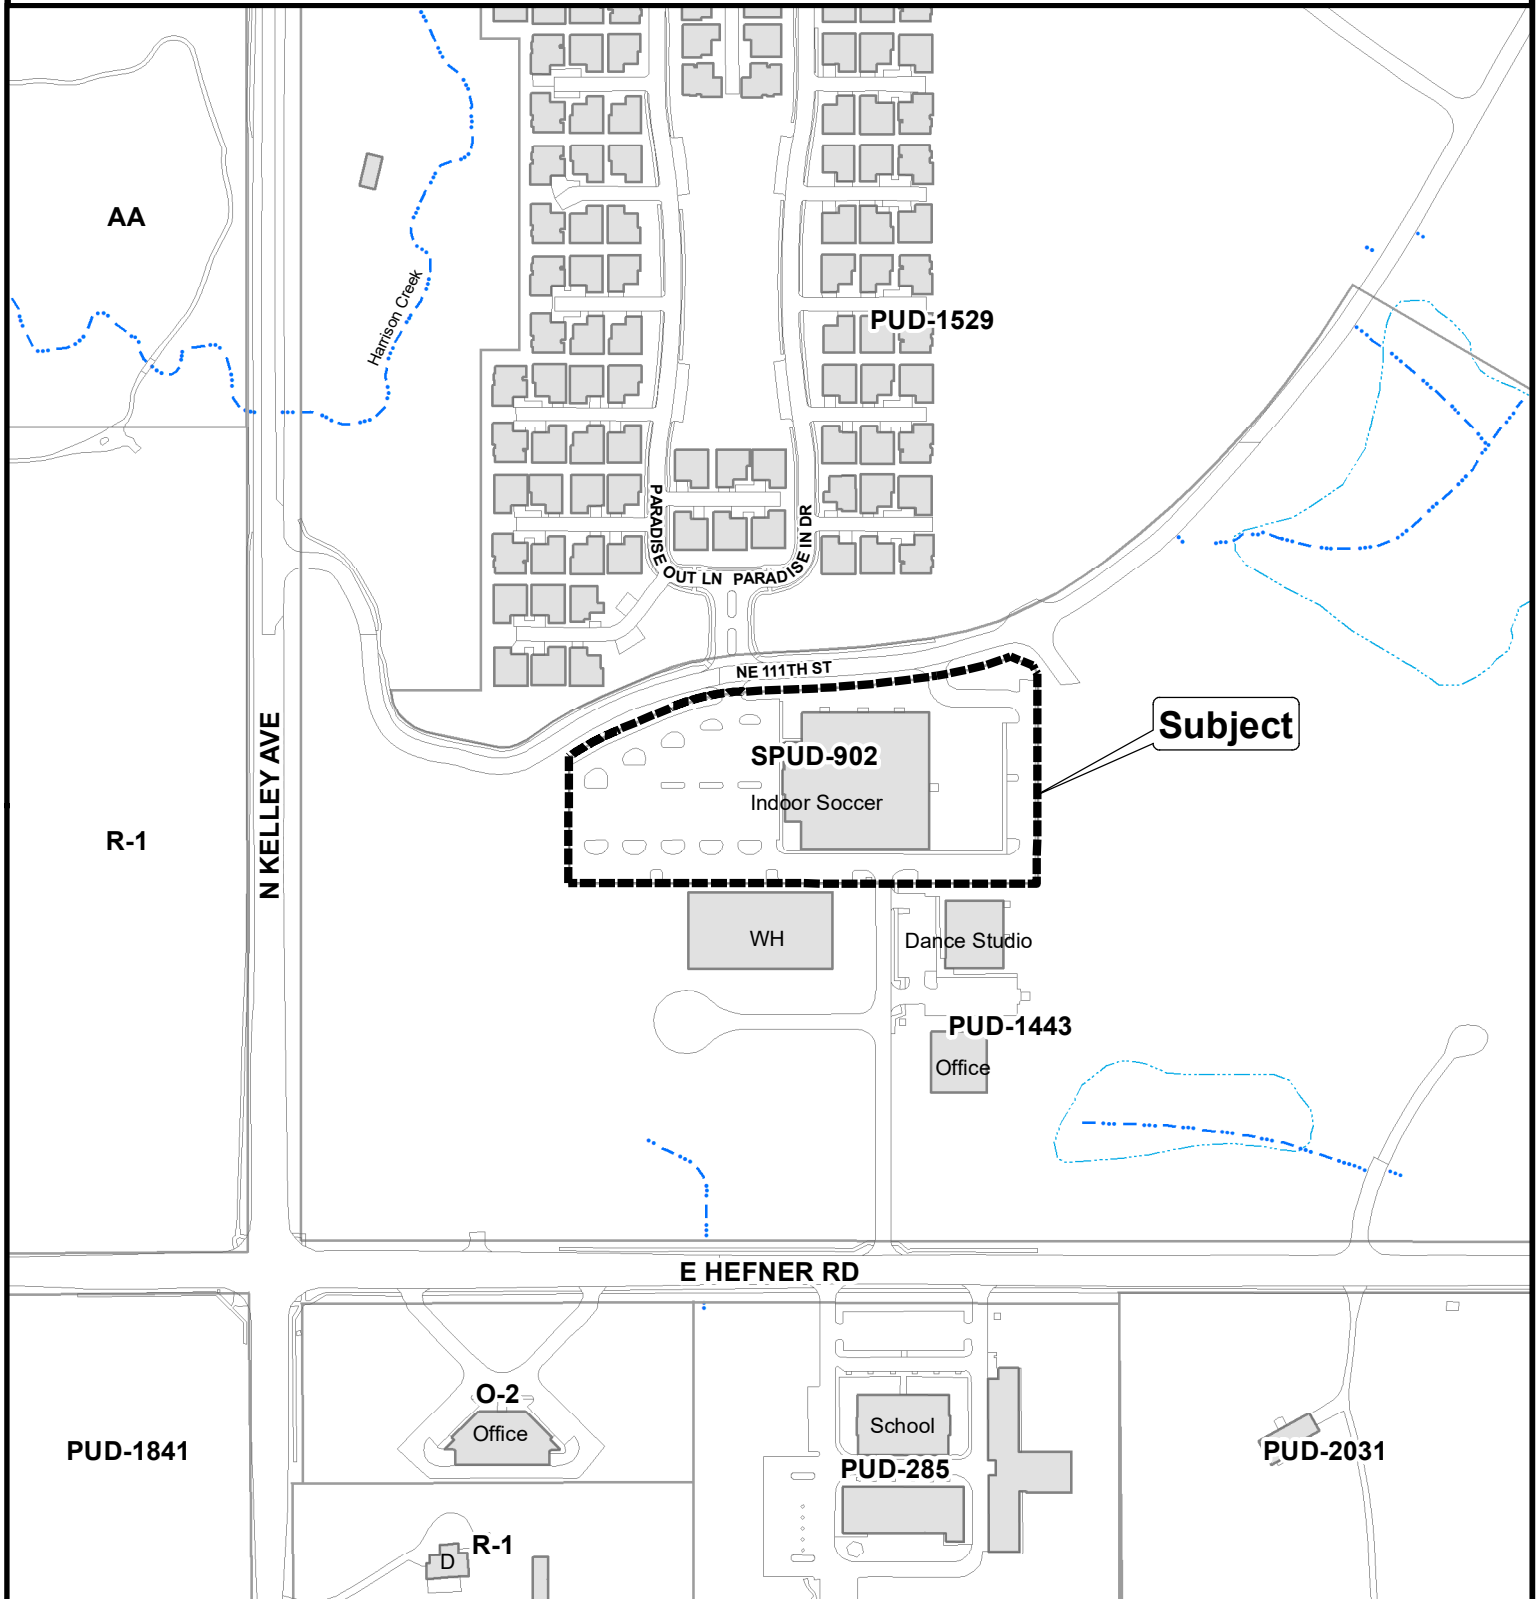 AA
Harrison Creek
PUD-1529
PARADISE OUT LN
PARADISE IN DR
NE 111TH ST
Subject
SPUD-902
Indoor Soccer
N KELLEY AVE
R-1
WH
Dance Studio
PUD-1443
Office
E HEFNER RD
O-2
Office
School
PUD-1841
PUD-285
PUD-2031
R-1
D